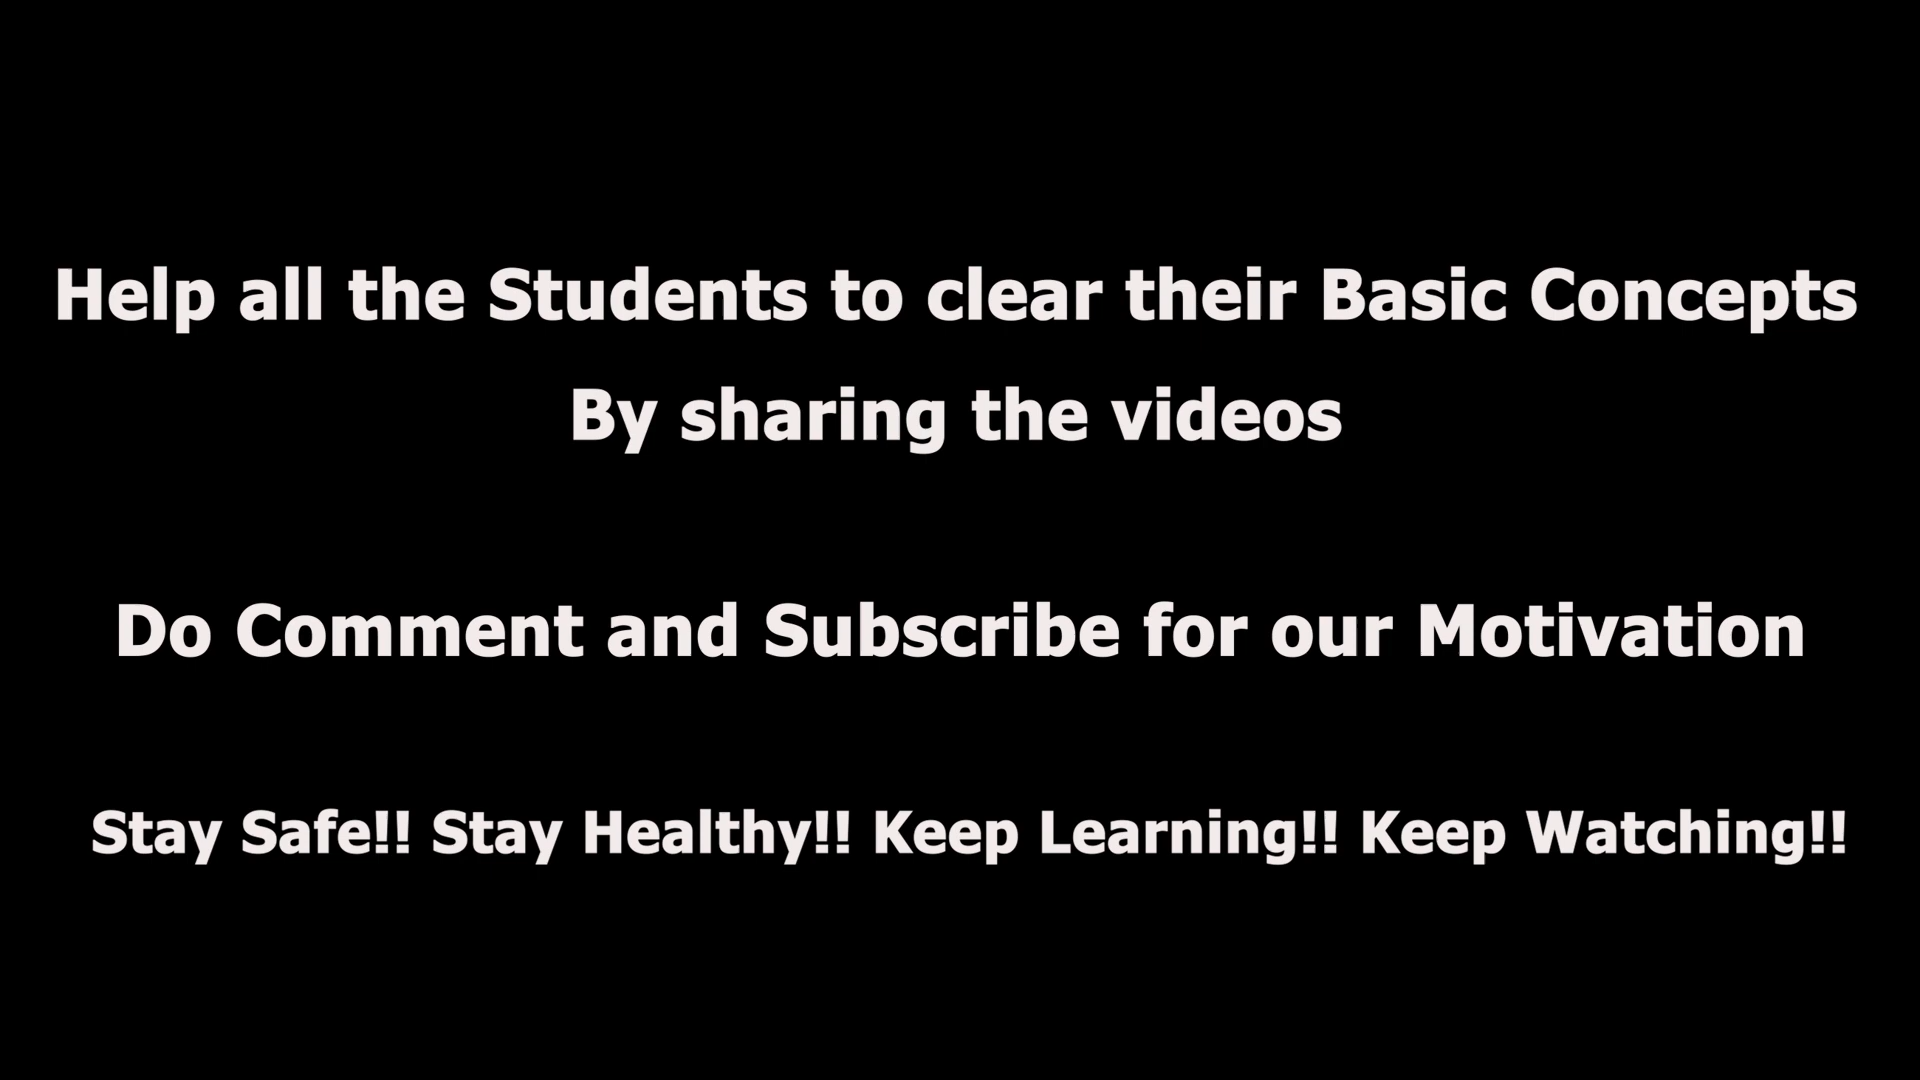 Help all the Students to clear their Basic Concepts
By sharing the videos
Do Comment and Subscribe for our Motivation
Stay Safe!! Stay Healthy!! Keep Learning!! Keep Watching!!